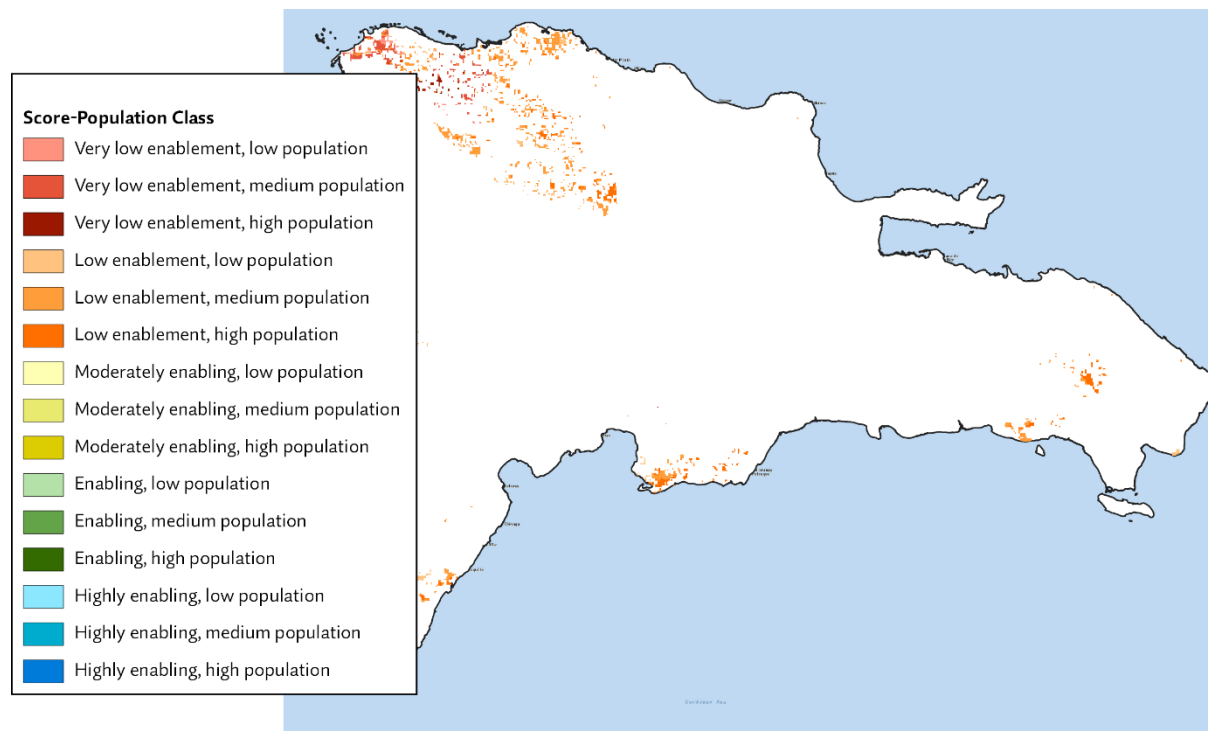 Score-Population Class
Very low enablement, low population
Very low enablement, medium population
Very low enablement, high population
Low enablement, low population
Low enablement, medium population
Low enablement, high population
Moderately enabling, low population
Moderately enabling, medium population
Moderately enabling, high population
Enabling, low population
Enabling, medium population
Enabling, high population
Highly enabling, low population
Highly enabling, medium population
Highly enabling, high population